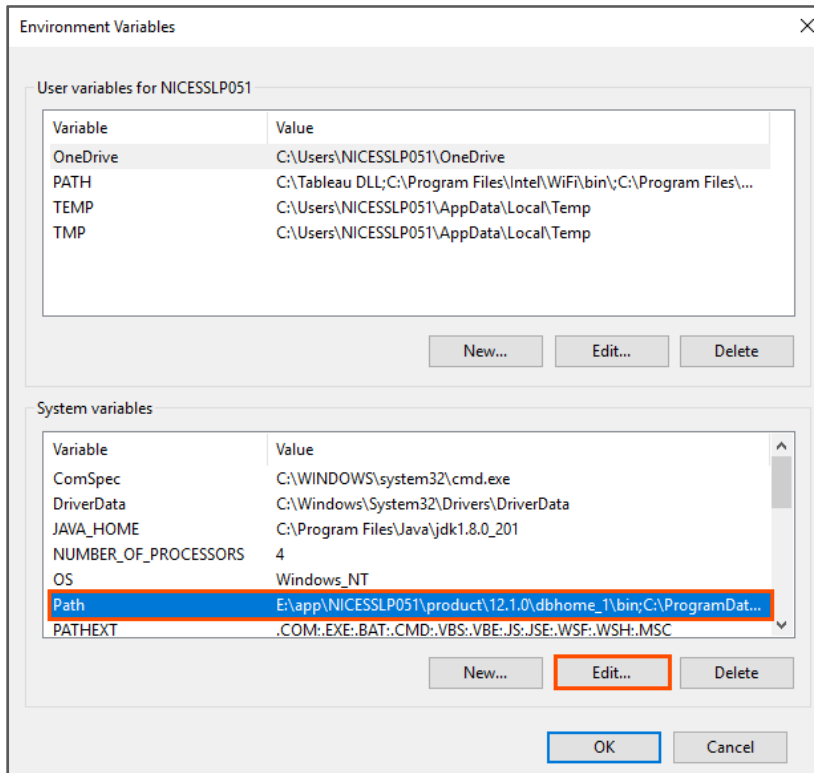 Environment Variables
User variables for NICESSLP051
Variable Value
OneDrive C:\Users\NICESSLP051\OneDrive
PATH C:\Tableau DLL;C:\Program Files\Intel\WiFi\bin\;C:\Program Files\...
TEMP C:\Users\NICESSLP051\AppData\Local\Temp
TMP C:\Users\NICESSLP051\AppData\Local\Temp
New... Edit... Delete
System variables
Variable Value
ComSpec C:\WINDOWS\system32\cmd.exe
DriverData C:\Windows\System32\Drivers\DriverData
JAVA_HOME C:\Program Files\Java\jdk1.8.0_201
NUMBER_OF_PROCESSORS 4
OS Windows_NT
Path E:\app\NICESSLP051\product\12.1.0\dbhome_1\bin;C:\ProgramDat...
PATHEXT .COM;.EXE;.BAT;.CMD;.VBS;.VBE;.JS;.JSE;.WSF;.WSH;.MSC
New... Edit... Delete
OK Cancel